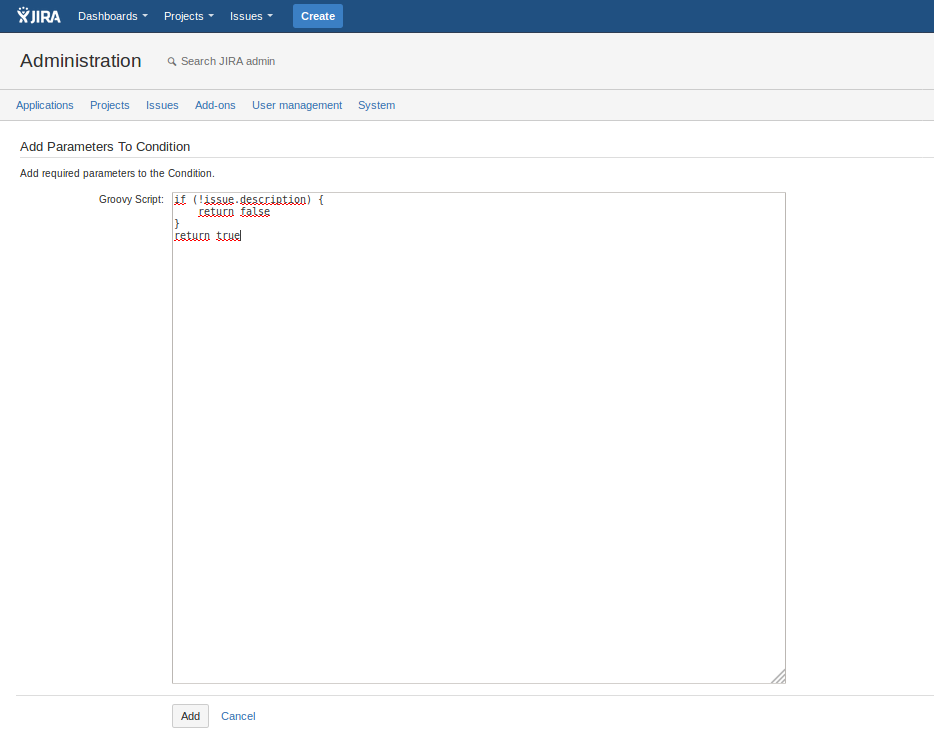 JIRA Dashboards Projects Issues Create
Administration Search JIRA admin
Applications Projects Issues Add-ons User management System
Add Parameters To Condition
Add required parameters to the Condition.
Groovy Script: if (!issue.description) {
return false
}
return true
Add Cancel